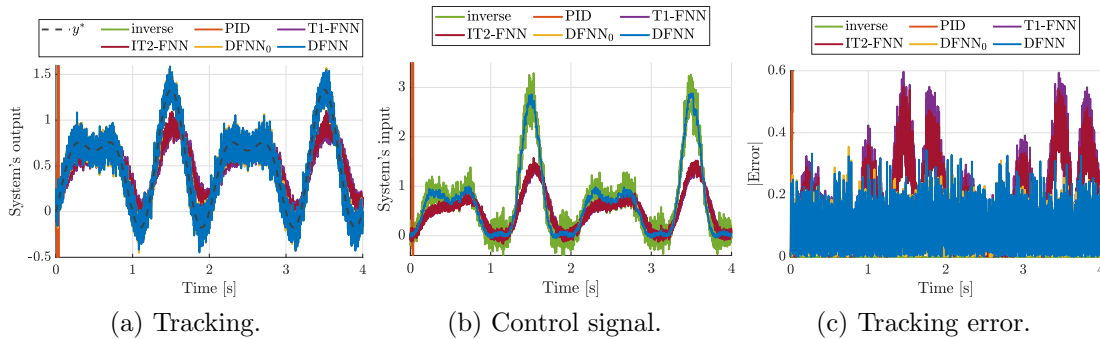 y* inverse PID T1-FNN
IT2-FNN DFNN₀ DFNN
System's output
1.5
1
0.5
0
-0.5
0 1 2 3 4
Time [s]
(a) Tracking.
inverse PID T1-FNN
IT2-FNN DFNN₀ DFNN
System's input
3
2
1
0
0 1 2 3 4
Time [s]
(b) Control signal.
inverse PID T1-FNN
IT2-FNN DFNN₀ DFNN
|Error|
0.6
0.4
0.2
0
0 1 2 3 4
Time [s]
(c) Tracking error.